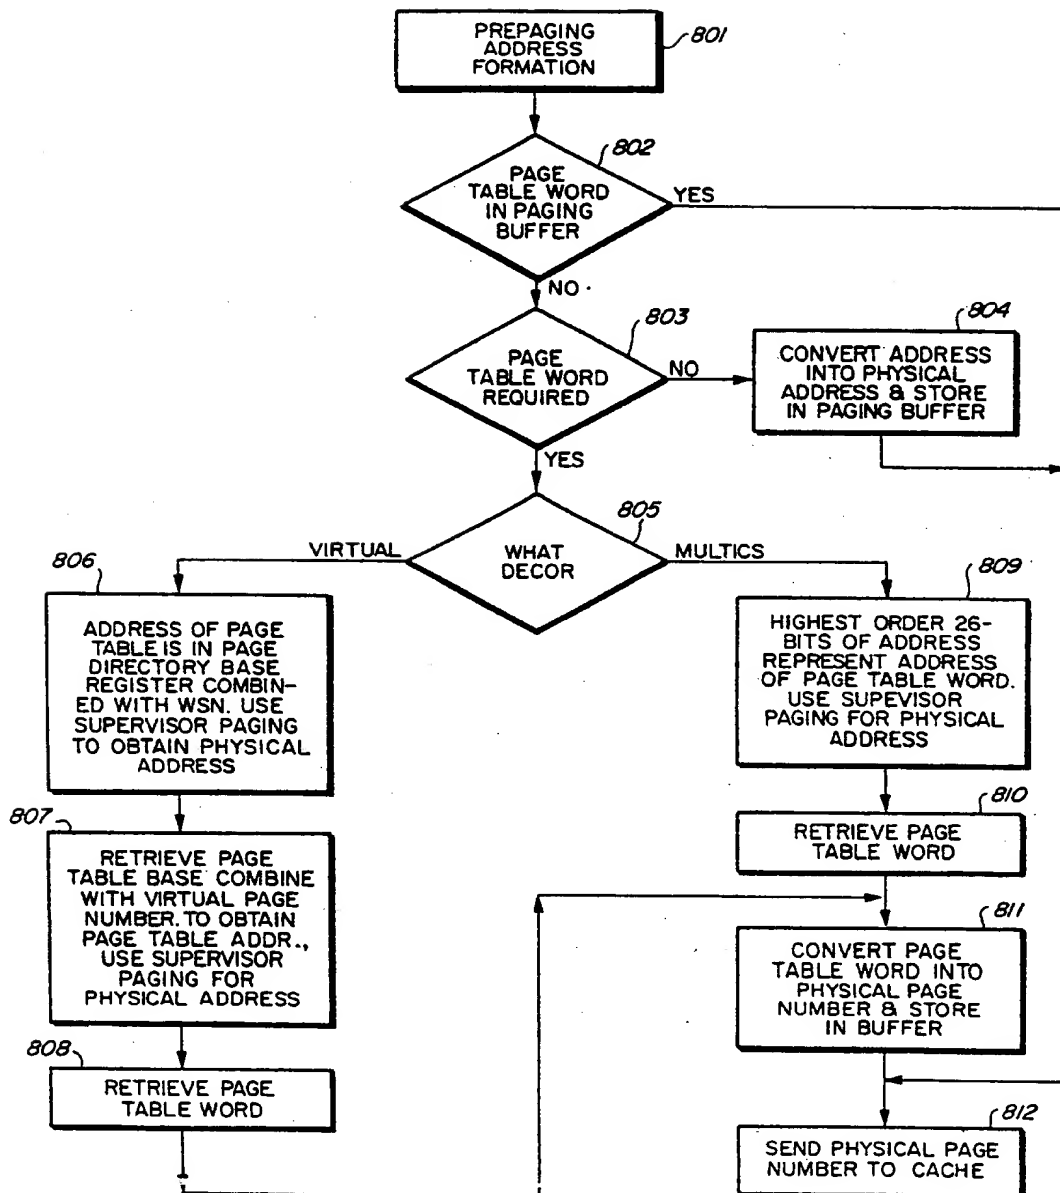 PREPAGING
ADDRESS
FORMATION
801
802
PAGE
TABLE WORD
IN PAGING
BUFFER
YES
NO
803
PAGE
TABLE WORD
REQUIRED
NO
804
CONVERT ADDRESS
INTO PHYSICAL
ADDRESS & STORE
IN PAGING BUFFER
YES
805
WHAT
DECOR
VIRTUAL
MULTICS
806
ADDRESS OF PAGE
TABLE IS IN PAGE
DIRECTORY BASE
REGISTER COMBIN-
ED WITH WSN. USE
SUPERVISOR PAGING
TO OBTAIN PHYSICAL
ADDRESS
807
RETRIEVE PAGE
TABLE BASE COMBINE
WITH VIRTUAL PAGE
NUMBER. TO OBTAIN
PAGE TABLE ADDR.,
USE SUPERVISOR
PAGING FOR
PHYSICAL ADDRESS
808
RETRIEVE PAGE
TABLE WORD
809
HIGHEST ORDER 26-
BITS OF ADDRESS
REPRESENT ADDRESS
OF PAGE TABLE WORD.
USE SUPEVISOR
PAGING FOR PHYSICAL
ADDRESS
810
RETRIEVE PAGE
TABLE WORD
811
CONVERT PAGE
TABLE WORD INTO
PHYSICAL PAGE
NUMBER & STORE
IN BUFFER
812
SEND PHYSICAL PAGE
NUMBER TO CACHE